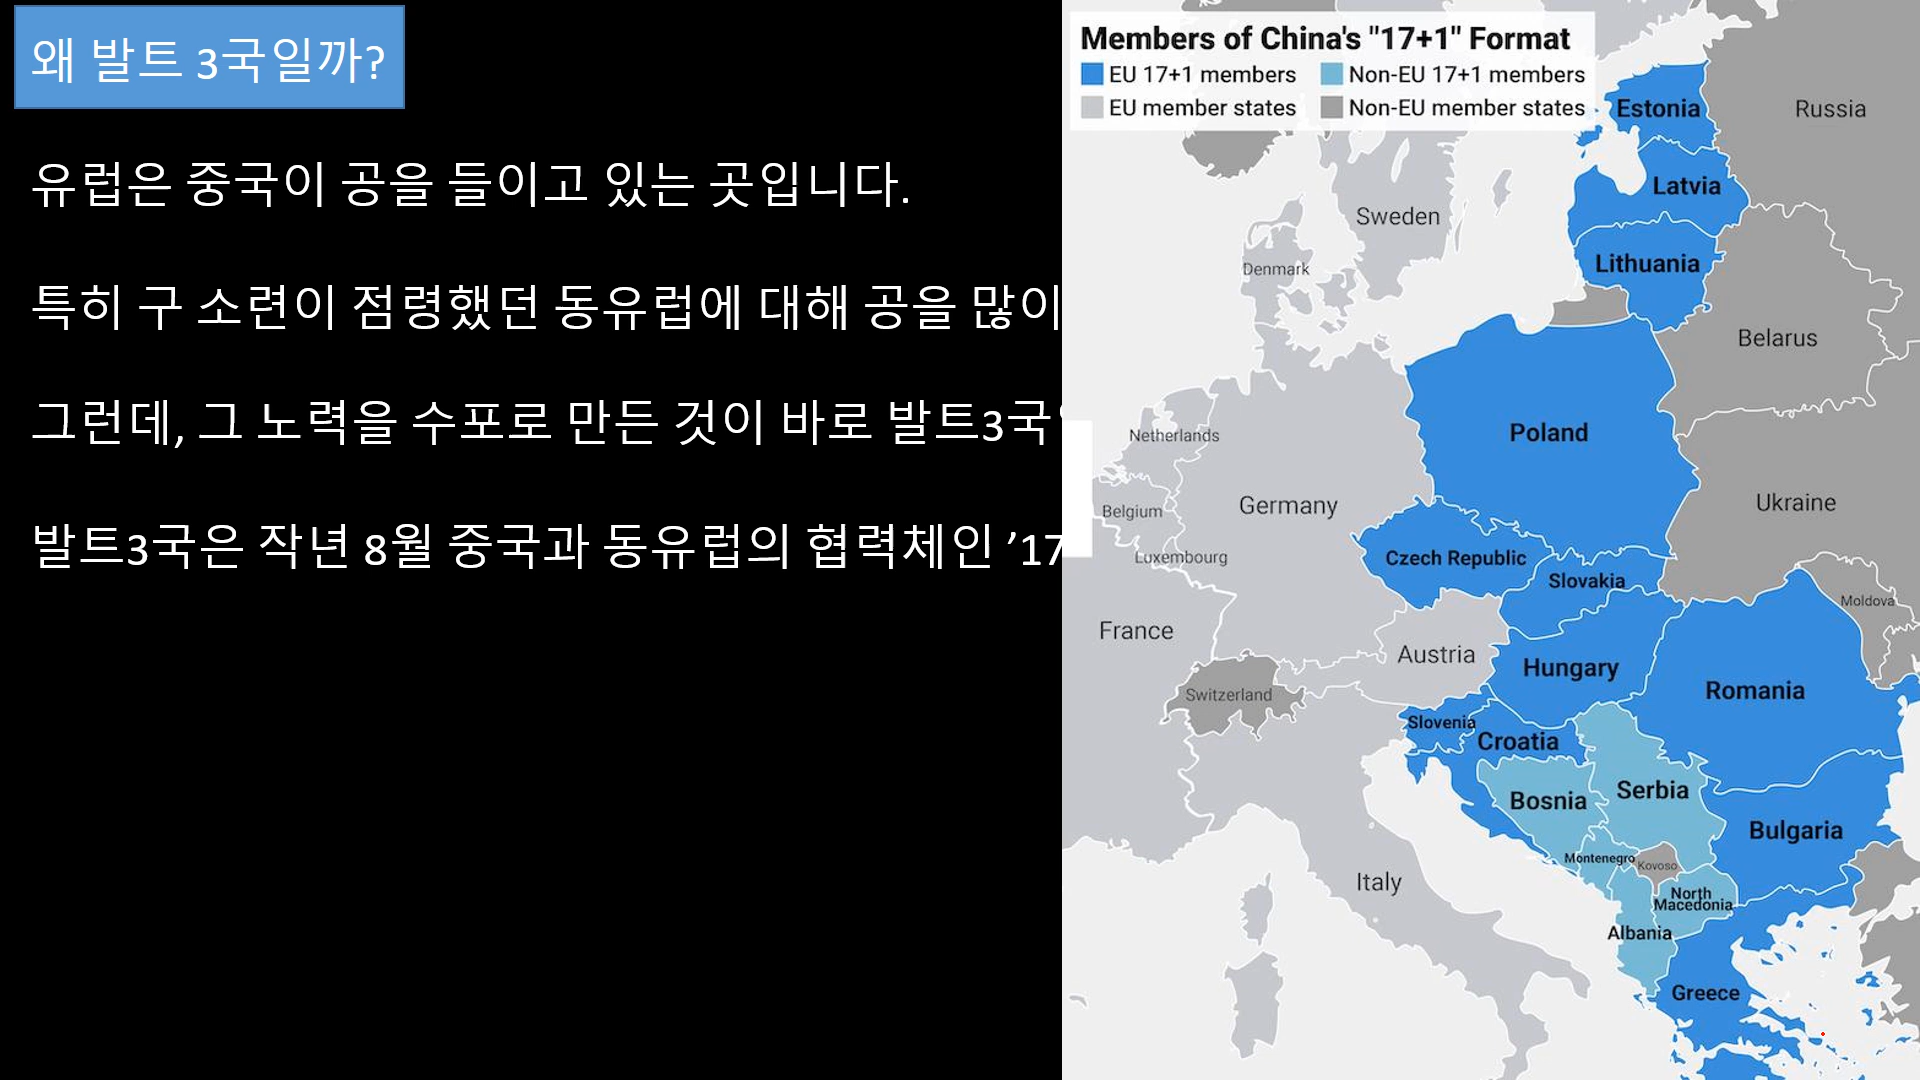 왜 발트 3국일까?
유럽은 중국이 공을 들이고 있는 곳입니다.
특히 구 소련이 점령했던 동유럽에 대해 공을 많이
그런데, 그 노력을 수포로 만든 것이 바로 발트3국
발트3국은 작년 8월 중국과 동유럽의 협력체인 ’17
Members of China's "17+1" Format
EU 17+1 members
Non-EU 17+1 members
EU member states
Non-EU member states
Estonia
Russia
Latvia
Sweden
Lithuania
Denmark
Belarus
Poland
Netherlands
Ukraine
Germany
Belgium
Czech Republic
Luxembourg
Slovakia
Moldova
France
Austria
Hungary
Romania
Switzerland
Slovenia
Croatia
Serbia
Bosnia
Bulgaria
Montenegro
Kovoso
Italy
North
Macedonia
Albania
Greece